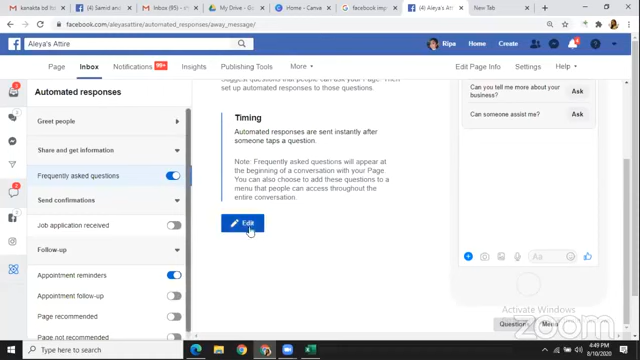 kanakta bd lt
Samid and
Inbox (5) - m
My Drive - G
Home - Canva
facebook imp
(4) Aleya's At
New Tab
facebook.com/aleyasattire/automated_responses/away_message/
Aleya's Attire
Ripa
Home
Create
Page
Inbox
Notifications 99+
Insights
Publishing Tools
More
Edit Page Info
Settings
Help
Automated responses
Greet people
Share and get information
Frequently asked questions
Send confirmations
Job application received
Follow-up
Appointment reminders
Appointment follow-up
Page recommended
Page not recommended
Suggest questions that people can ask your Page. Then
set up automated responses to those questions
Timing
Automated responses are sent instantly after
someone taps a question.
Note: Frequently asked questions will appear at
the beginning of a conversation with your Page.
You can also choose to add these questions to a
menu that people can access throughout the
entire conversation.
Edit
Can you tell me more about your
business?
Ask
Can someone assist me?
Ask
Aa
Activate Windows
Questions
Menu
zoom
Type here to search
4:49 PM
8/10/2020